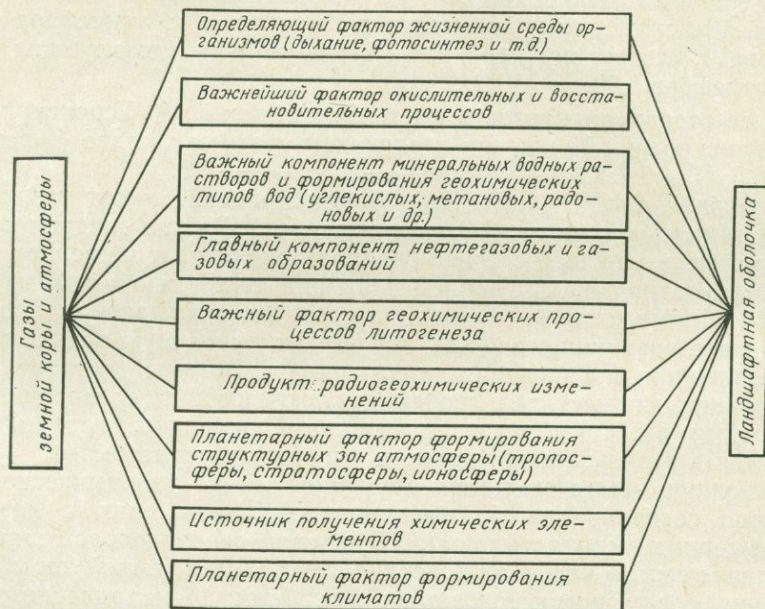 Газы
земной коры и атмосферы
Определяющий фактор жизненной среды ор-
ганизмов (дыхание, фотосинтез и т.д.)
Важнейший фактор окислительных и восста-
новительных процессов
Важный компонент минеральных водных ра-
створов и формирования геохимических
типов вод (углекислых, метановых, радо-
новых и др.)
Главный компонент нефтегазовых и га-
зовых образований
Важный фактор геохимических про-
цессов литогенеза
Продукт радиогеохимических изме-
нений
Планетарный фактор формирования
структурных зон атмосферы (тропос-
феры, стратосферы, ионосферы)
Источник получения химических эле-
ментов
Планетарный фактор формирования
климатов
Ландшафтная оболочка